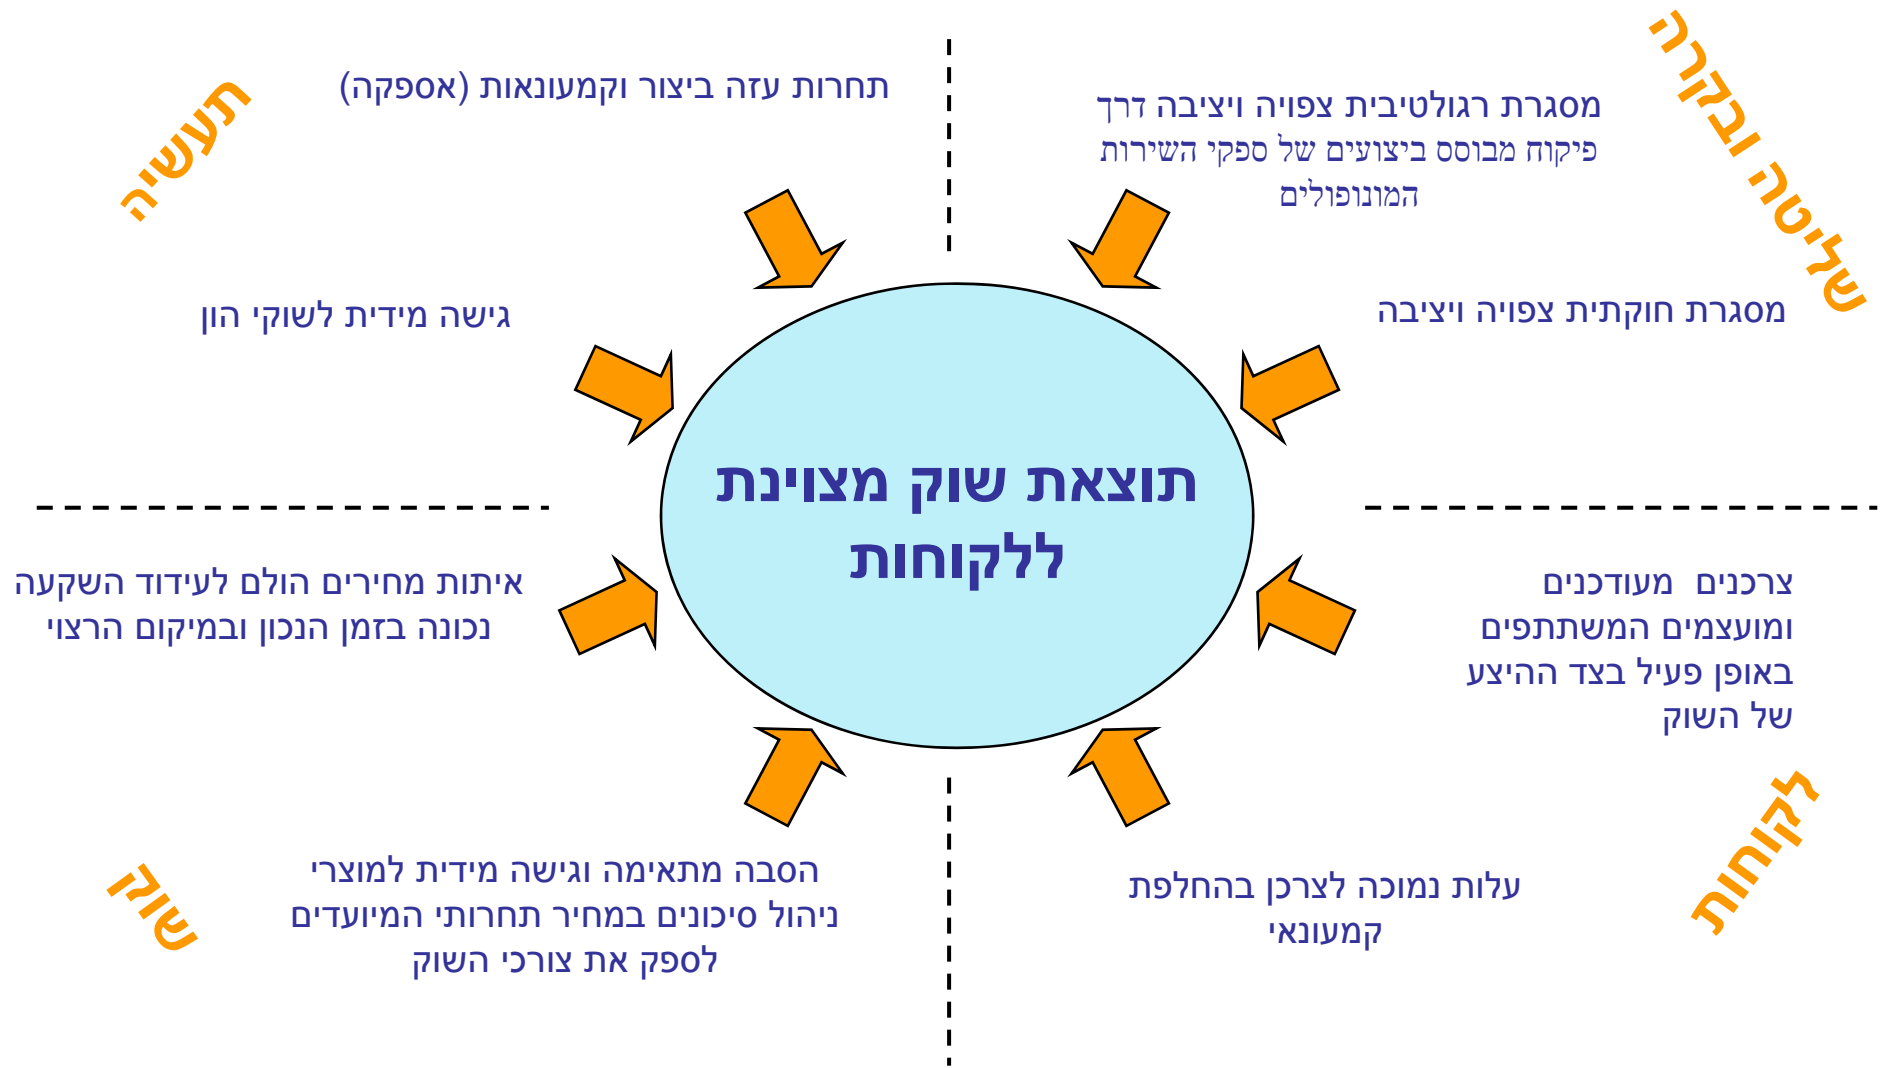 שליטה ובקרה
מסגרת רגולטיבית צפויה ויציבה דרך
פיקוח מבוסס ביצועים של ספקי השירות
המונופולים
מסגרת חוקתית צפויה ויציבה
תעשיה
תחרות עזה ביצור וקמעונאות (אספקה)
גישה מידית לשוקי הון
תוצאת שוק מצוינת
ללקוחות
צרכנים  מעודכנים
ומועצמים המשתתפים
באופן פעיל בצד ההיצע
של השוק
לקוחות
עלות נמוכה לצרכן בהחלפת
קמעונאי
איתות מחירים הולם לעידוד השקעה
נכונה בזמן הנכון ובמיקום הרצוי
שוק
הסבה מתאימה וגישה מידית למוצרי
ניהול סיכונים במחיר תחרותי המיועדים
לספק את צורכי השוק